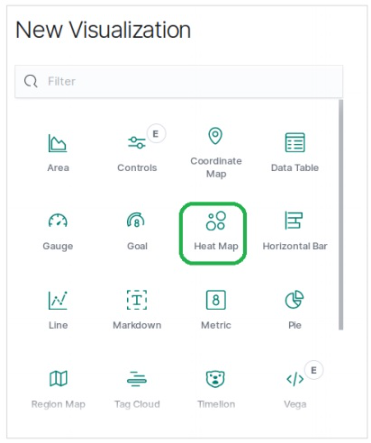 New Visualization
Filter
E
Area
Controls
Coordinate
Map
Data Table
8
Gauge
Goal
Heat Map
Horizontal Bar
T
8
Line
Markdown
Metric
Pie
E
Region Map
Tag Cloud
Timelion
Vega